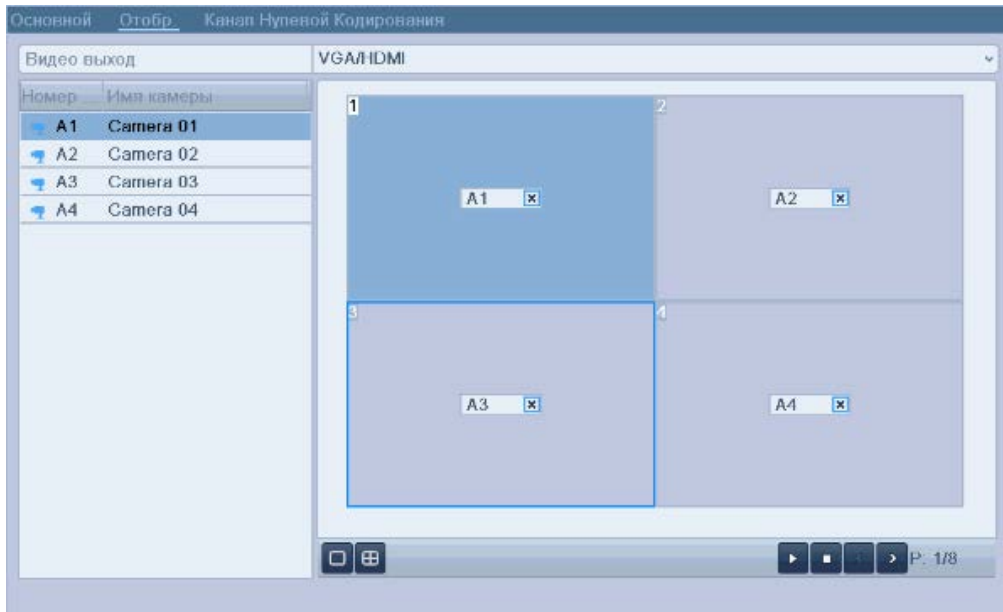 Основной Отобр Канал Нулевой Кодирования
Видео выход VGA/HDMI
Номер Имя камеры
A1 Camera 01
A2 Camera 02
A3 Camera 03
A4 Camera 04
1 2
A1 A2
3 4
A3 A4
P: 1/8